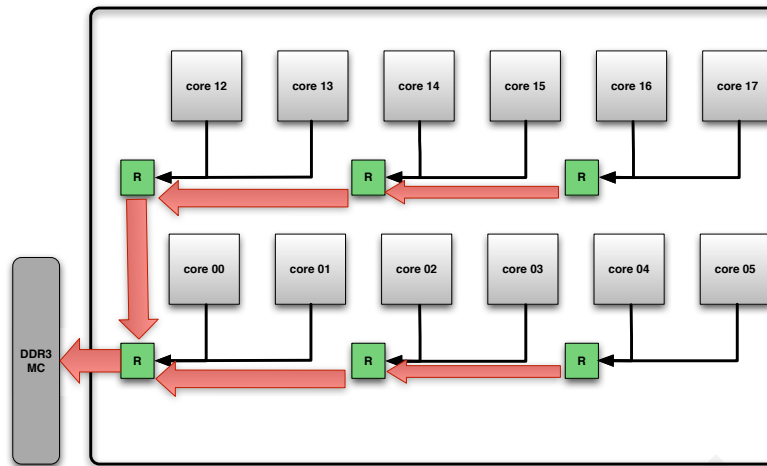 core 12
core 13
core 14
core 15
core 16
core 17
R
R
R
core 00
core 01
core 02
core 03
core 04
core 05
DDR3
MC
R
R
R